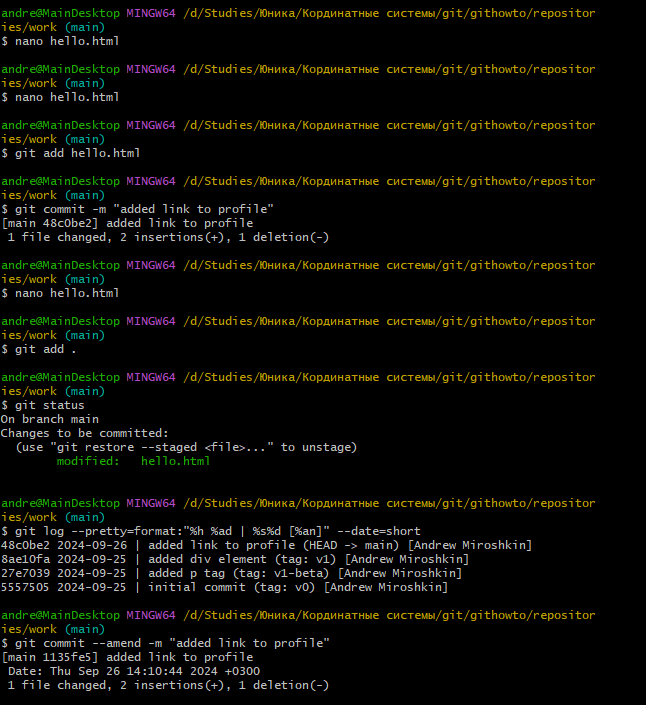 andre@MainDesktop MINGW64 /d/Studies/Юника/Кординатные системы/git/githowto/repositor
ies/work (main)
$ nano hello.html
andre@MainDesktop MINGW64 /d/Studies/Юника/Кординатные системы/git/githowto/repositor
ies/work (main)
$ nano hello.html
andre@MainDesktop MINGW64 /d/Studies/Юника/Кординатные системы/git/githowto/repositor
ies/work (main)
$ git add hello.html
andre@MainDesktop MINGW64 /d/Studies/Юника/Кординатные системы/git/githowto/repositor
ies/work (main)
$ git commit -m "added link to profile"
[main 48c0be2] added link to profile
 1 file changed, 2 insertions(+), 1 deletion(-)
andre@MainDesktop MINGW64 /d/Studies/Юника/Кординатные системы/git/githowto/repositor
ies/work (main)
$ nano hello.html
andre@MainDesktop MINGW64 /d/Studies/Юника/Кординатные системы/git/githowto/repositor
ies/work (main)
$ git add .
andre@MainDesktop MINGW64 /d/Studies/Юника/Кординатные системы/git/githowto/repositor
ies/work (main)
$ git status
On branch main
Changes to be committed:
  (use "git restore --staged <file>..." to unstage)
        modified:   hello.html
andre@MainDesktop MINGW64 /d/Studies/Юника/Кординатные системы/git/githowto/repositor
ies/work (main)
$ git log --pretty=format:"%h %ad | %s%d [%an]" --date=short
48c0be2 2024-09-26 | added link to profile (HEAD -> main) [Andrew Miroshkin]
8ae10fa 2024-09-25 | added div element (tag: v1) [Andrew Miroshkin]
27e7039 2024-09-25 | added p tag (tag: v1-beta) [Andrew Miroshkin]
5557505 2024-09-25 | initial commit (tag: v0) [Andrew Miroshkin]
andre@MainDesktop MINGW64 /d/Studies/Юника/Кординатные системы/git/githowto/repositor
ies/work (main)
$ git commit --amend -m "added link to profile"
[main 1135fe5] added link to profile
 Date: Thu Sep 26 14:10:44 2024 +0300
 1 file changed, 2 insertions(+), 1 deletion(-)